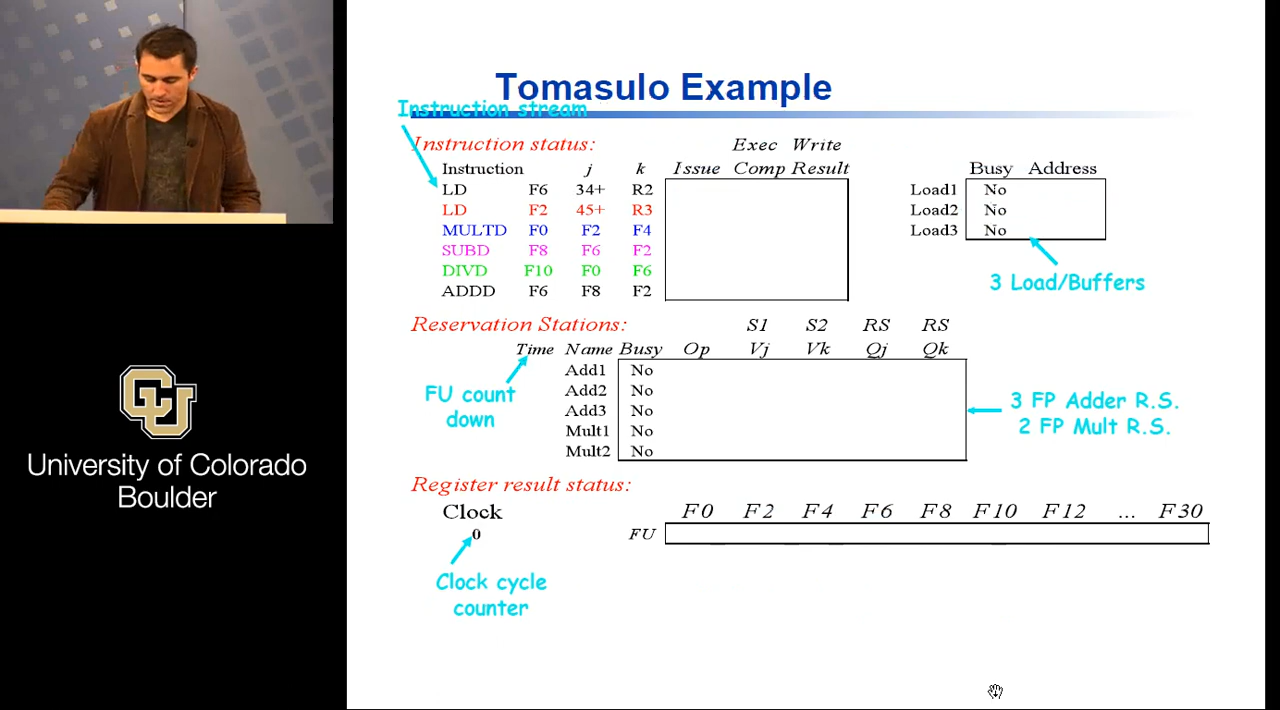 Tomasulo Example
Instruction stream
Instruction status: Exec Write
Instruction j k Issue Comp Result Busy Address
LD F6 34+ R2 Load1 No
LD F2 45+ R3 Load2 No
MULTD F0 F2 F4 Load3 No
SUBD F8 F6 F2
DIVD F10 F0 F6
ADDD F6 F8 F2
3 Load/Buffers
Reservation Stations: S1 S2 RS RS
Time Name Busy Op Vj Vk Qj Qk
Add1 No
Add2 No
Add3 No
Mult1 No
Mult2 No
FU count
down
3 FP Adder R.S.
2 FP Mult R.S.
Register result status:
Clock F0 F2 F4 F6 F8 F10 F12 ... F30
0 FU
Clock cycle
counter
CU
University of Colorado
Boulder